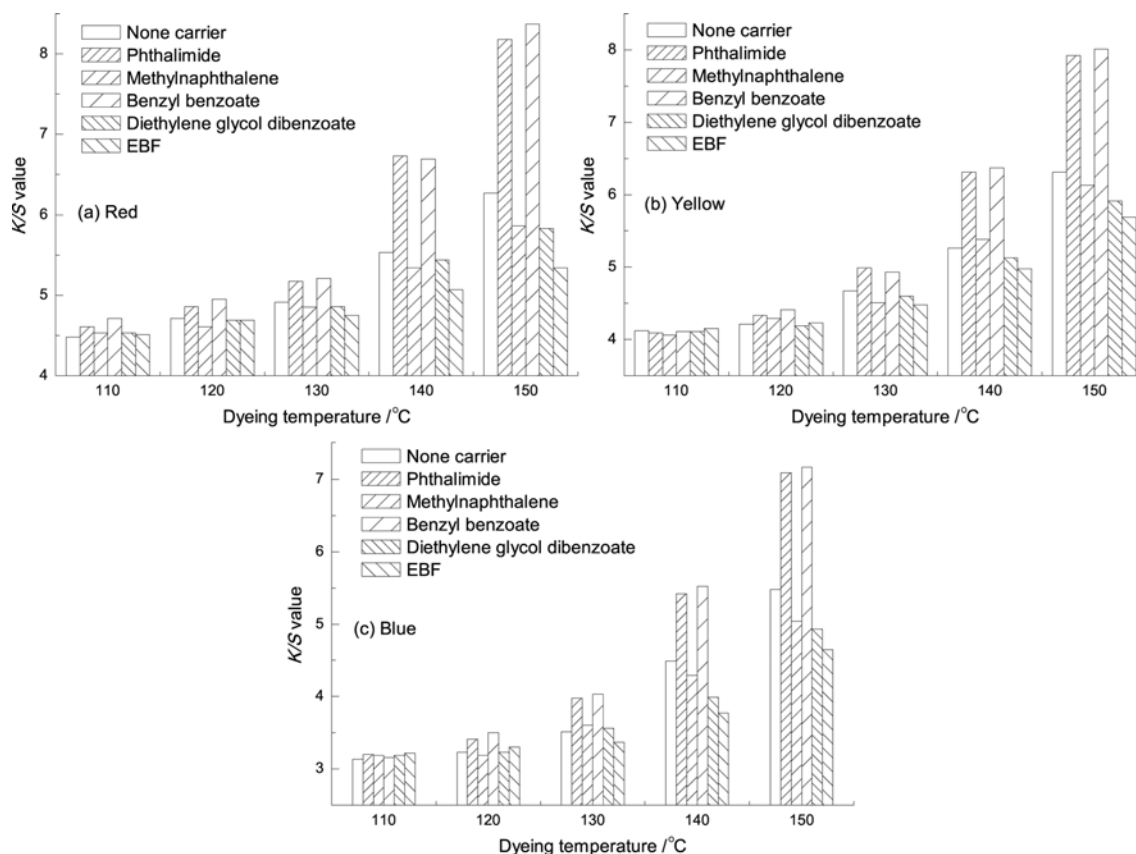 None carrier
Phthalimide
Methylnaphthalene
Benzyl benzoate
Diethylene glycol dibenzoate
EBF
(a) Red
K/S value
8
7
6
5
4
110 120 130 140 150
Dyeing temperature /°C
None carrier
Phthalimide
Methylnaphthalene
Benzyl benzoate
Diethylene glycol dibenzoate
EBF
(b) Yellow
K/S value
8
7
6
5
4
110 120 130 140 150
Dyeing temperature /°C
None carrier
Phthalimide
Methylnaphthalene
Benzyl benzoate
Diethylene glycol dibenzoate
EBF
(c) Blue
K/S value
7
6
5
4
3
110 120 130 140 150
Dyeing temperature /°C